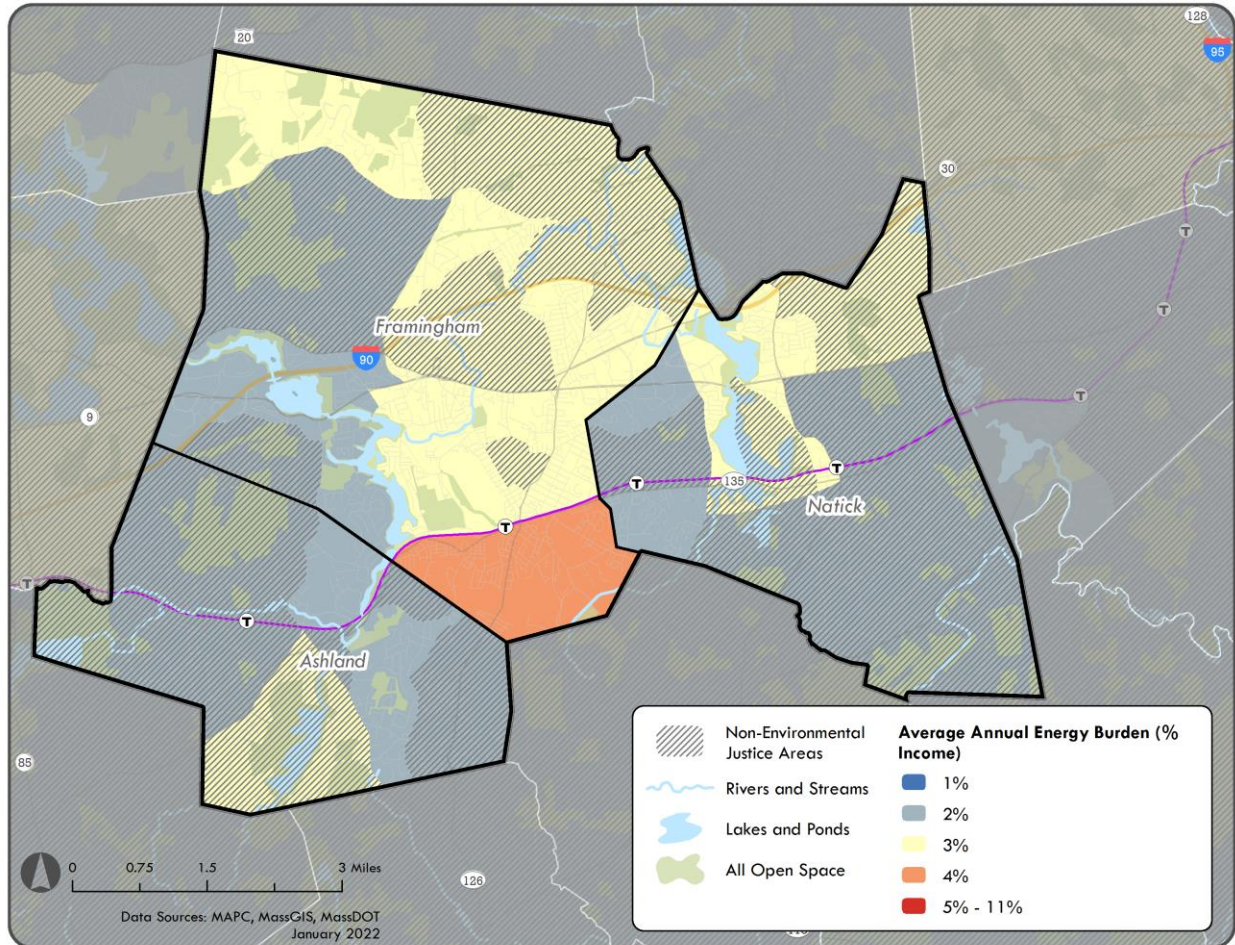 20
128
95
30
Framingham
90
9
135
Natick
T
T
T
T
T
T
T
Ashland
85
126
0 0.75 1.5 3 Miles
Data Sources: MAPC, MassGIS, MassDOT
January 2022
Non-Environmental
Justice Areas
Rivers and Streams
Lakes and Ponds
All Open Space
Average Annual Energy Burden (%
Income)
1%
2%
3%
4%
5% - 11%